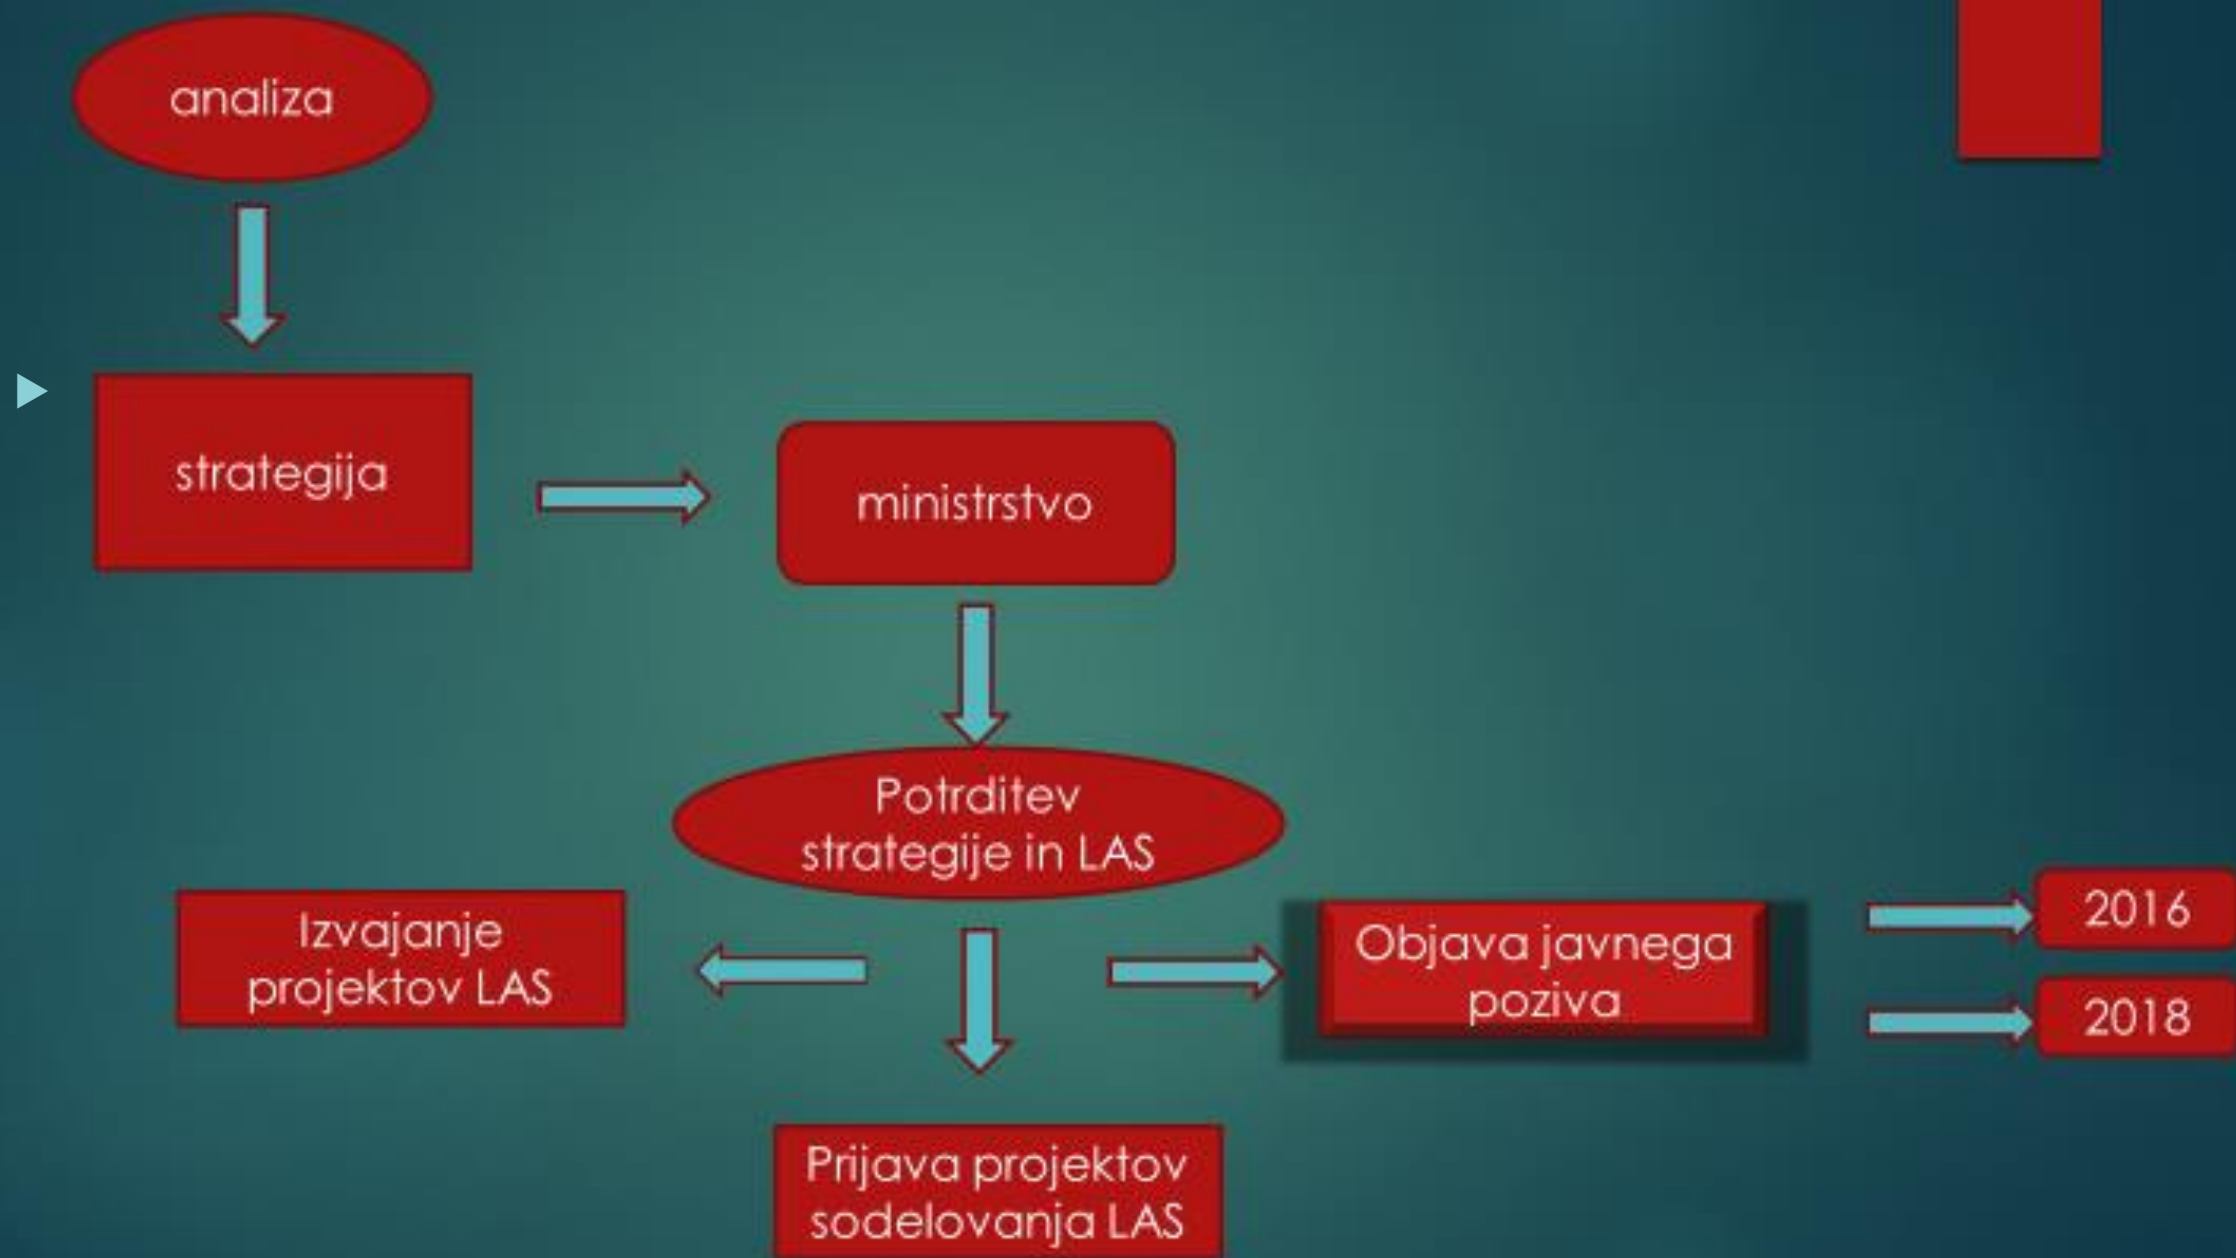 analiza
strategija
ministrstvo
Potrditev
strategije in LAS
Izvajanje
projektov LAS
Objava javnega
poziva
2016
2018
Prijava projektov
sodelovanja LAS